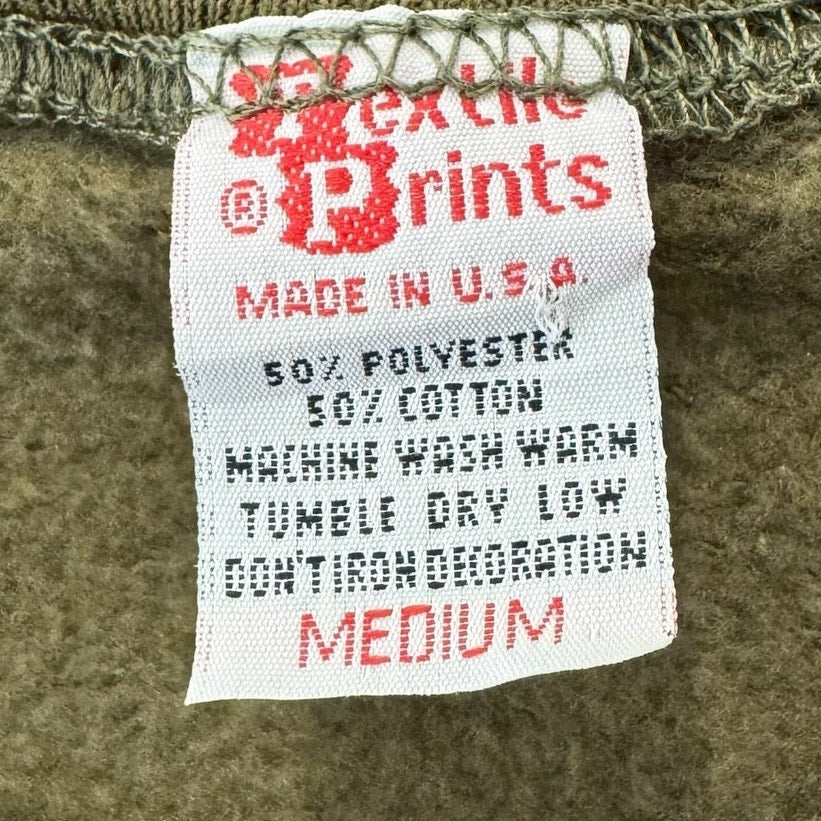 Textile
® Prints
MADE IN U.S.A.
50% POLYESTER
50% COTTON
MACHINE WASH WARM
TUMBLE DRY LOW
DON'T IRON DECORATION
MEDIUM